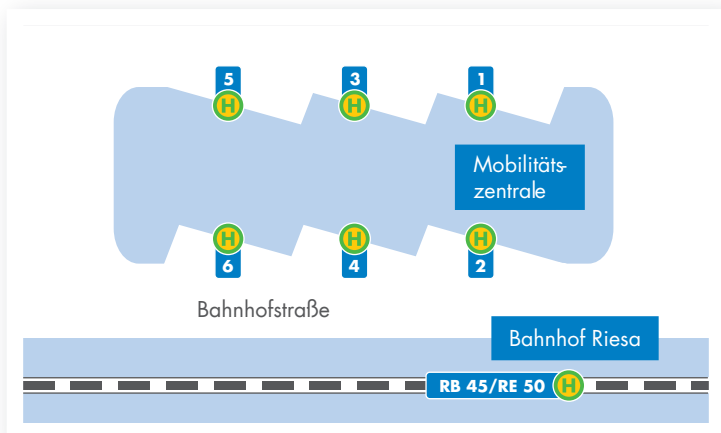 5 3 1
H H H
Mobilitäts-
zentrale
H H H
6 4 2
Bahnhofstraße
Bahnhof Riesa
RB 45/RE 50 H